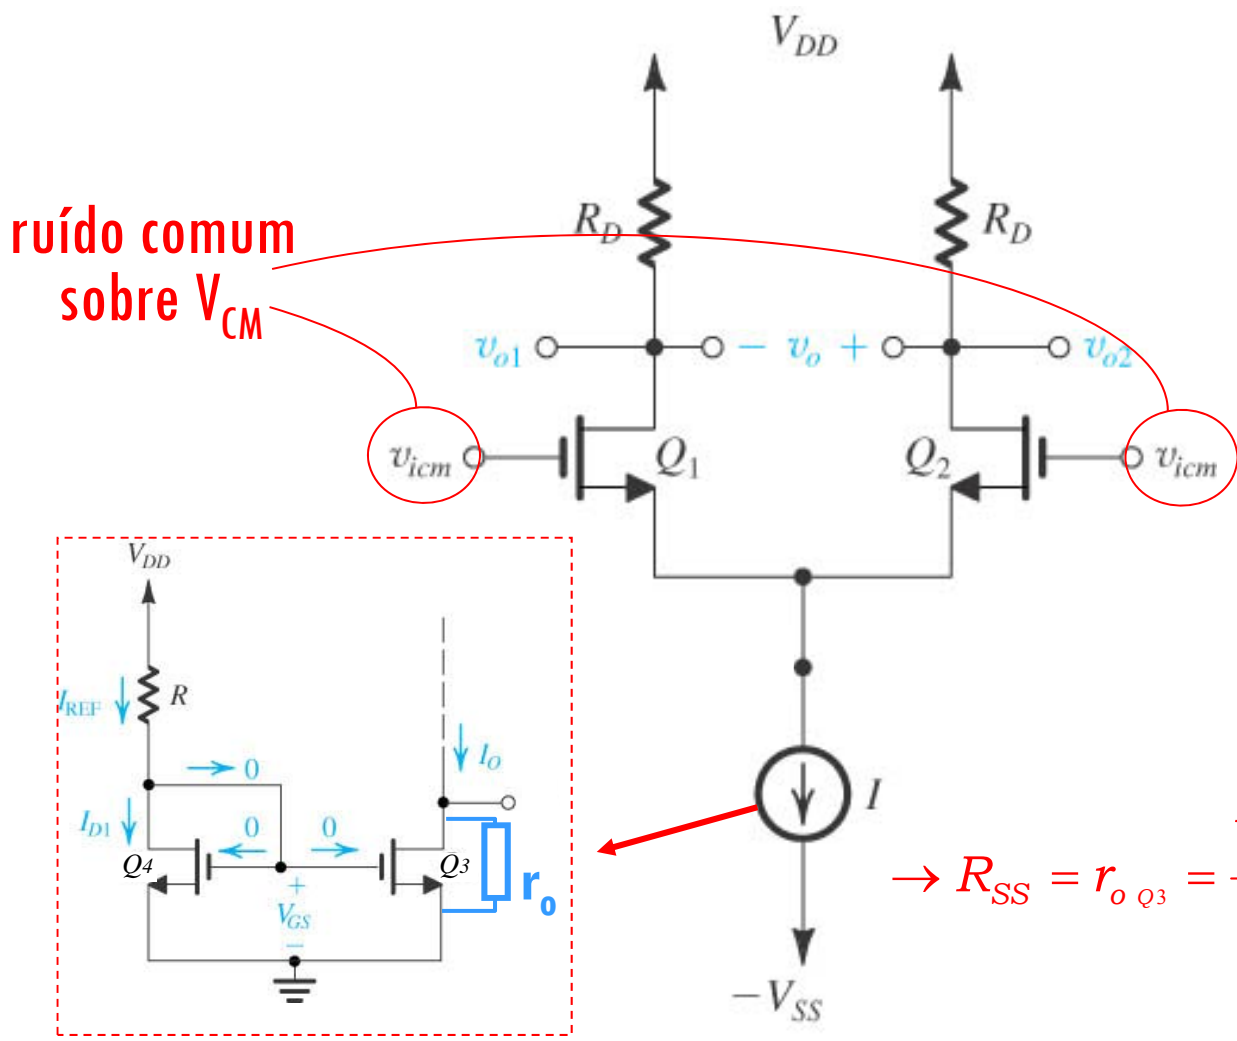 V_DD
ruído comum
sobre V_CM
R_D
R_D
v_o1
− v_o +
v_o2
v_icm
Q_1
Q_2
v_icm
V_DD
I_REF
R
0
I_O
I_D1
0
0
Q4
Q3
+
V_GS
−
r_o
I
→ R_SS = r_o Q3 =
−V_SS